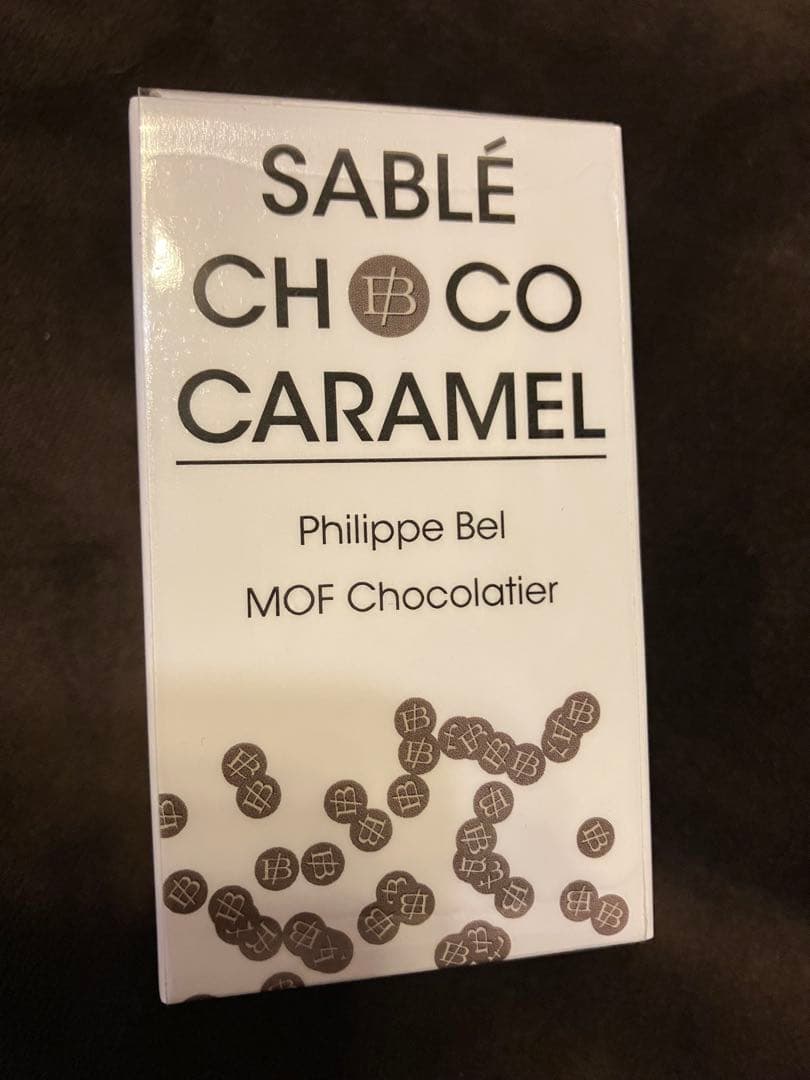 SABLÉ
CHOCO
CARAMEL
Philippe Bel
MOF Chocolatier